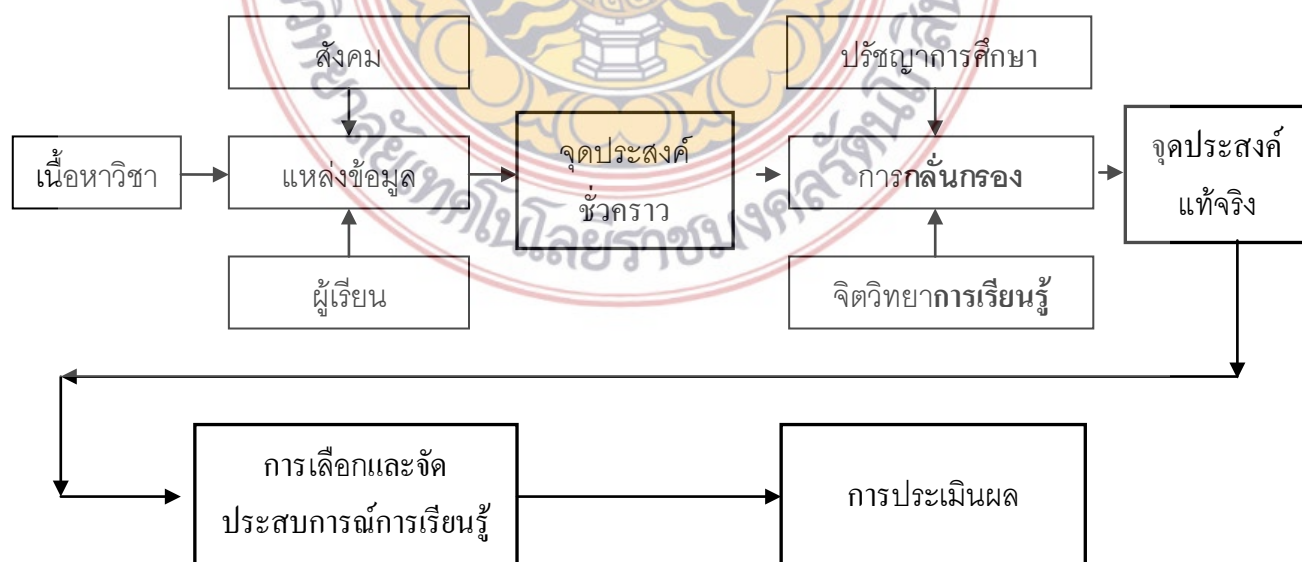 สังคม
ปรัชญาการศึกษา
เนื้อหาวิชา
แหล่งข้อมูล
จุดประสงค์
ชั่วคราว
การกลั่นกรอง
จุดประสงค์
แท้จริง
ผู้เรียน
จิตวิทยาการเรียนรู้
การเลือกและจัด
ประสบการณ์การเรียนรู้
การประเมินผล